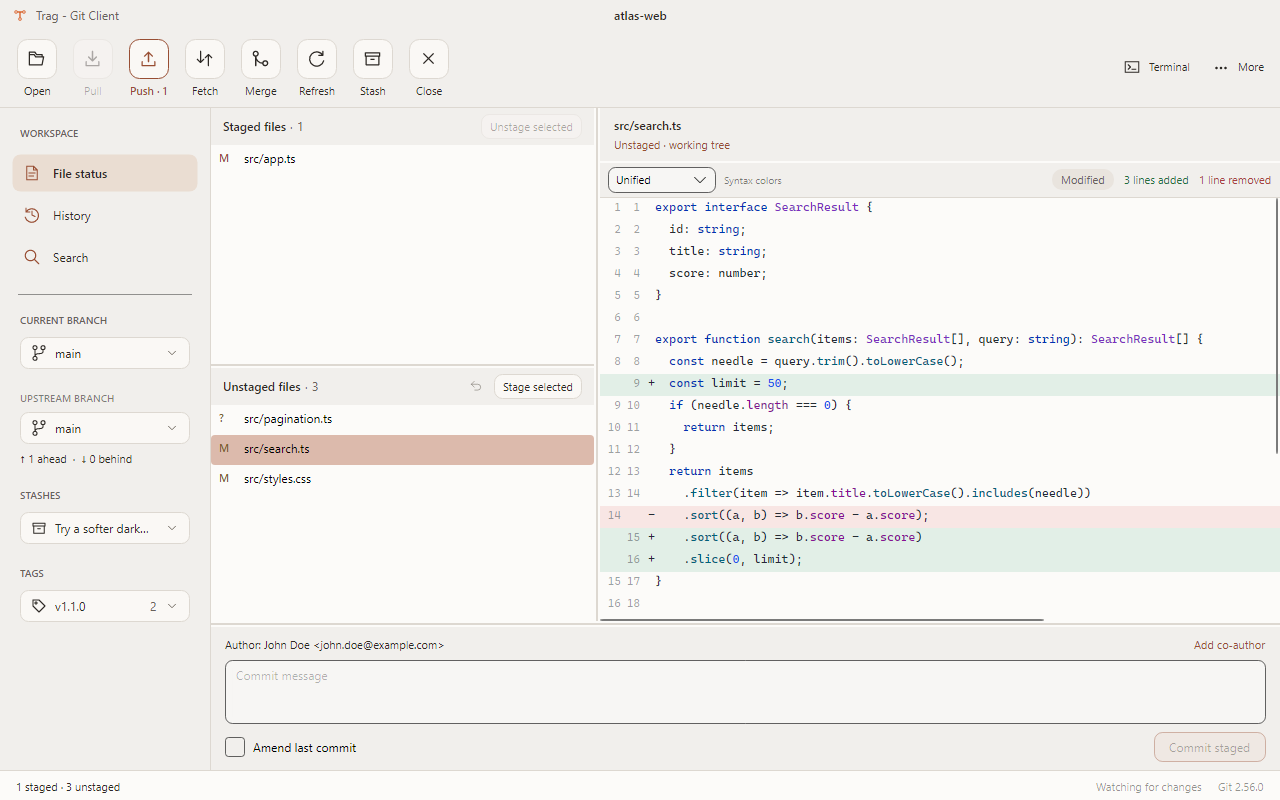 Trag - Git Client
atlas-web
Open
Pull
Push · 1
Fetch
Merge
Refresh
Stash
Close
Terminal
More
WORKSPACE
File status
History
Search
CURRENT BRANCH
main
UPSTREAM BRANCH
main
↑ 1 ahead · ↓ 0 behind
STASHES
Try a softer dark...
TAGS
v1.1.0 2
Staged files · 1
Unstage selected
M src/app.ts
Unstaged files · 3
Stage selected
? src/pagination.ts
M src/search.ts
M src/styles.css
src/search.ts
Unstaged · working tree
Unified
Syntax colors
Modified
3 lines added
1 line removed
1 1 export interface SearchResult {
2 2 id: string;
3 3 title: string;
4 4 score: number;
5 5 }
6 6
7 7 export function search(items: SearchResult[], query: string): SearchResult[] {
8 8 const needle = query.trim().toLowerCase();
9 + const limit = 50;
9 10 if (needle.length === 0) {
10 11 return items;
11 12 }
12 13 return items
13 14 .filter(item => item.title.toLowerCase().includes(needle))
14 − .sort((a, b) => b.score - a.score);
15 + .sort((a, b) => b.score - a.score)
16 + .slice(0, limit);
15 17 }
16 18
Author: John Doe <john.doe@example.com>
Add co-author
Commit message
Amend last commit
Commit staged
1 staged · 3 unstaged
Watching for changes
Git 2.56.0